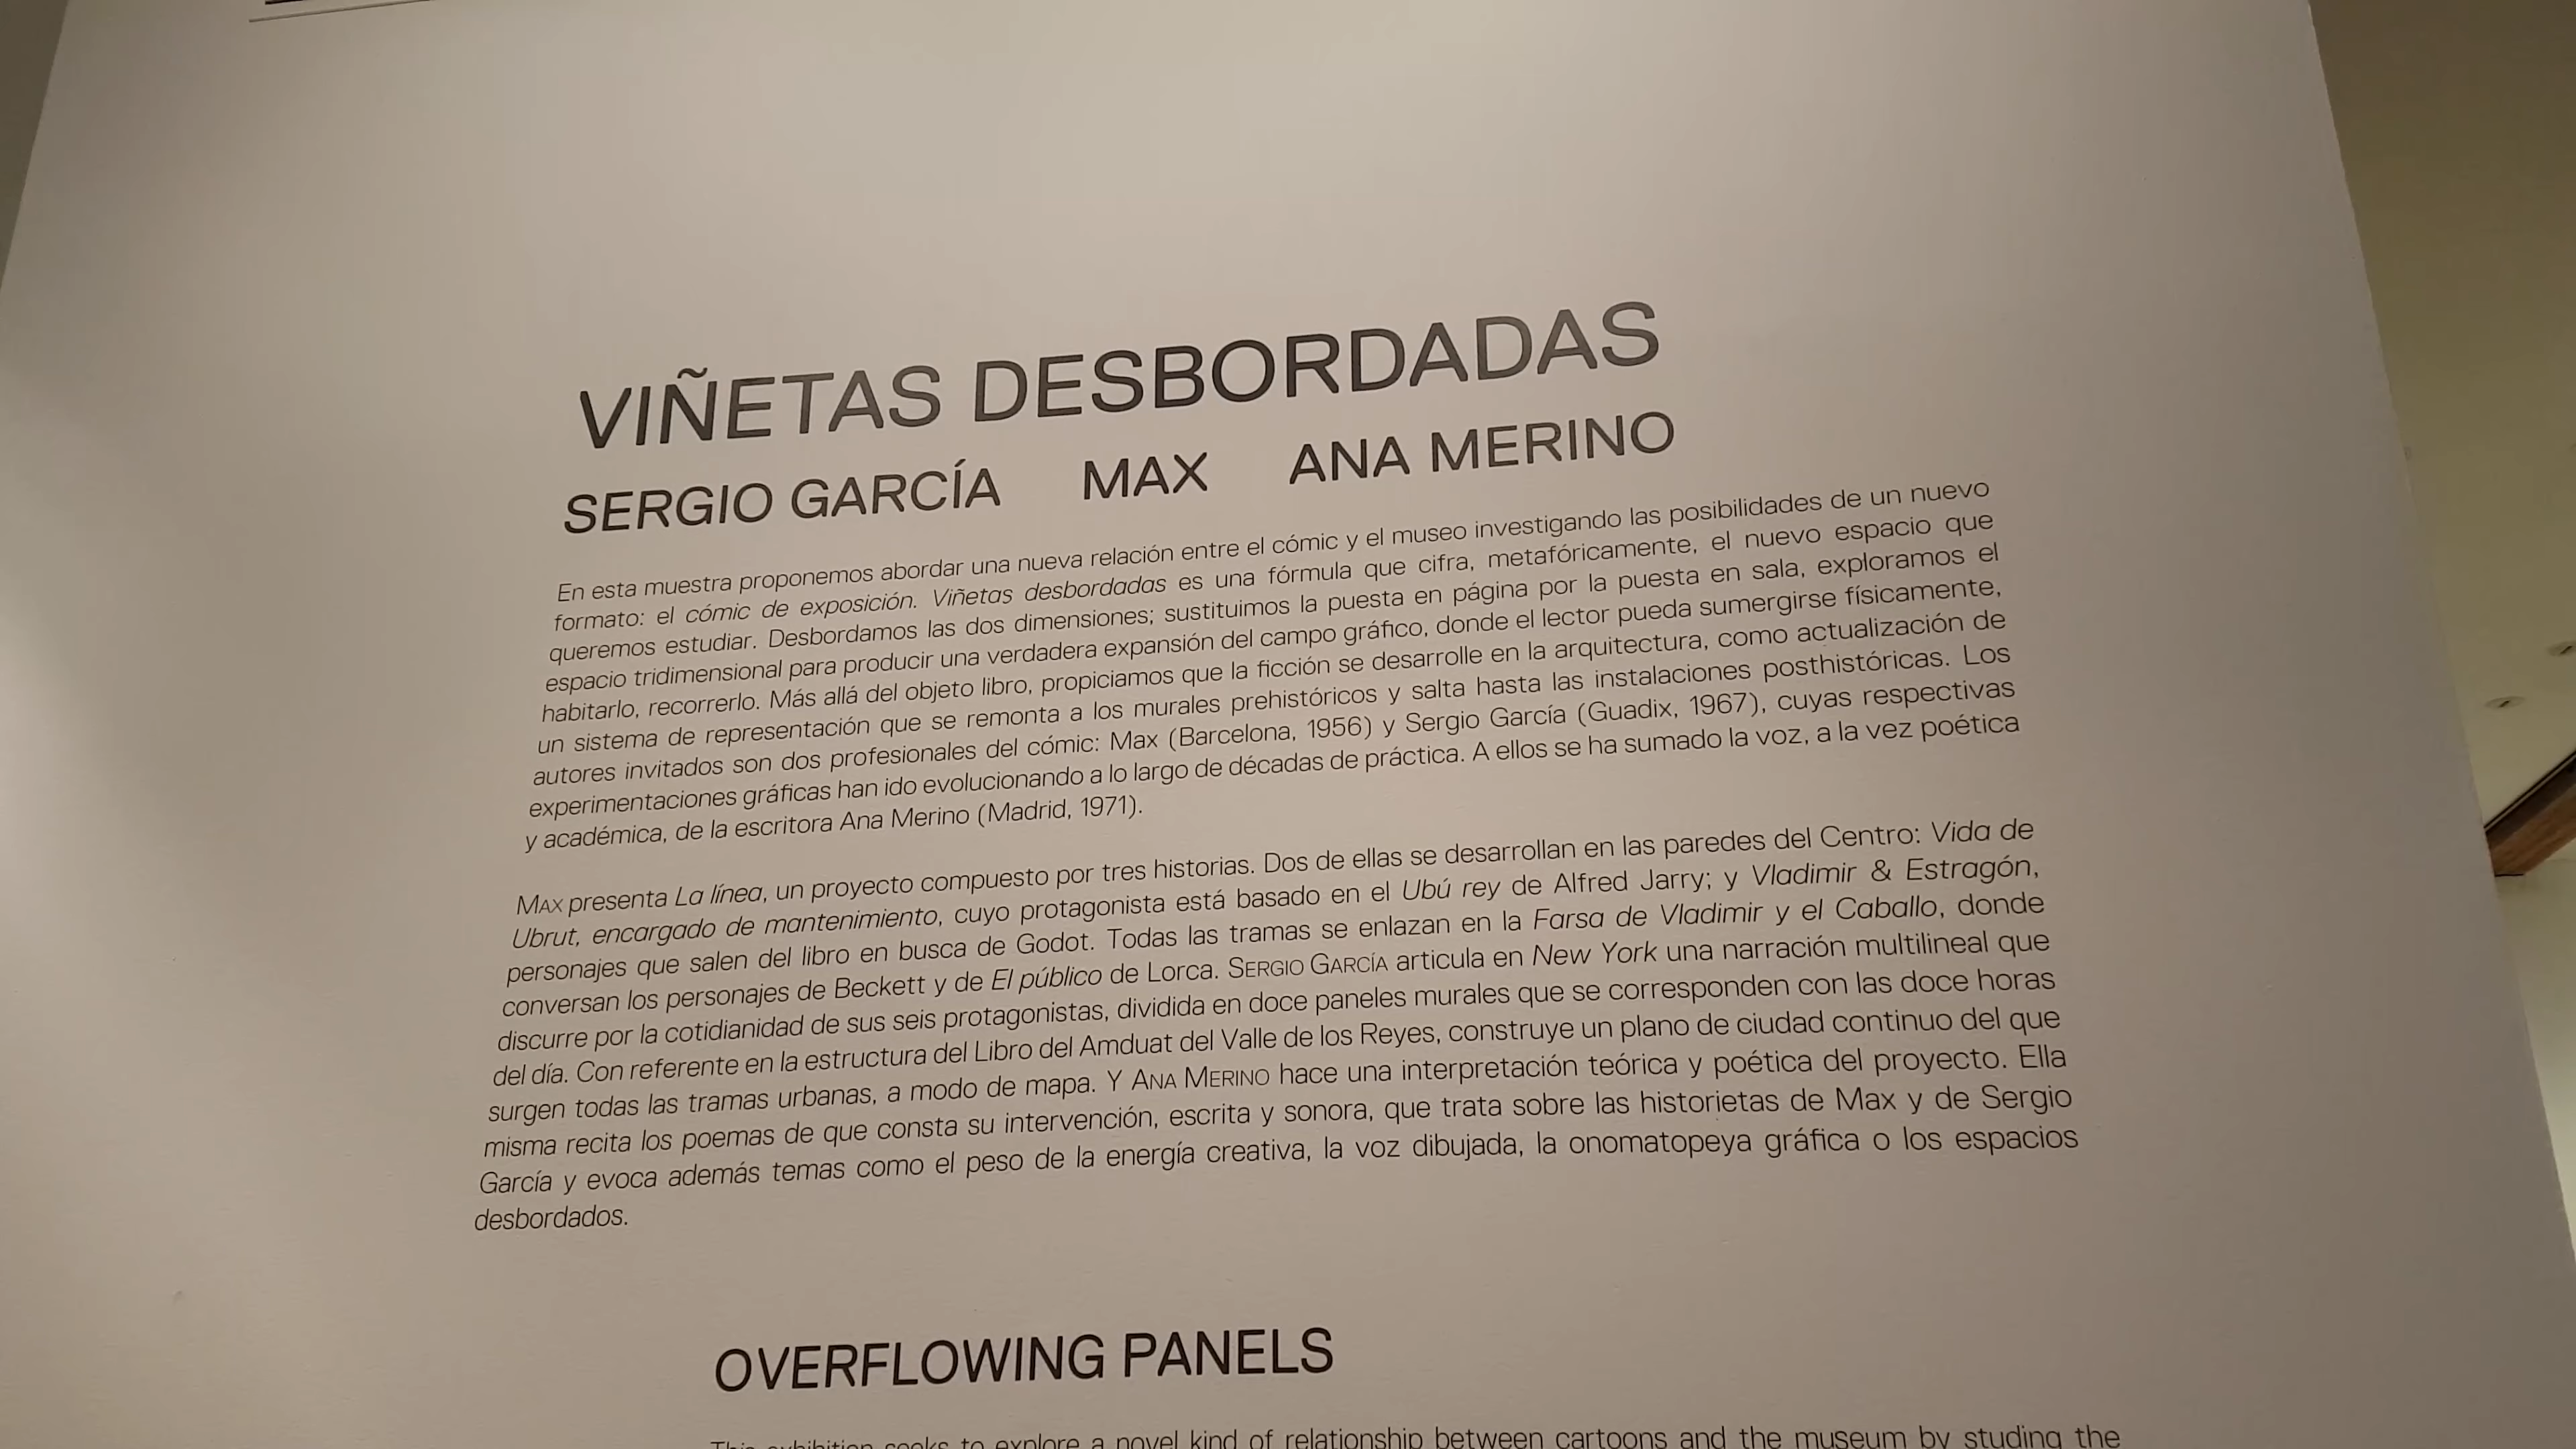 VIÑETAS DESBORDADAS
SERGIO GARCÍA MAX ANA MERINO
En esta muestra proponemos abordar una nueva relación entre el cómic y el museo investigando las posibilidades de un nuevo
formato: el cómic de exposición. Viñetas desbordadas es una fórmula que cifra, metafóricamente, el nuevo espacio que
queremos estudiar. Desbordamos las dos dimensiones; sustituimos la puesta en página por la puesta en sala, exploramos el
espacio tridimensional para producir una verdadera expansión del campo gráfico, donde el lector pueda sumergirse físicamente,
habitarlo, recorrerlo. Más allá del objeto libro, propiciamos que la ficción se desarrolle en la arquitectura, como actualización de
un sistema de representación que se remonta a los murales prehistóricos y salta hasta las instalaciones posthistóricas. Los
autores invitados son dos profesionales del cómic: Max (Barcelona, 1956) y Sergio García (Guadix, 1967), cuyas respectivas
experimentaciones gráficas han ido evolucionando a lo largo de décadas de práctica. A ellos se ha sumado la voz, a la vez poética
y académica, de la escritora Ana Merino (Madrid, 1971).
MAX presenta La línea, un proyecto compuesto por tres historias. Dos de ellas se desarrollan en las paredes del Centro: Vida de
Ubrut, encargado de mantenimiento, cuyo protagonista está basado en el Ubú rey de Alfred Jarry; y Vladimir & Estragón,
personajes que salen del libro en busca de Godot. Todas las tramas se enlazan en la Farsa de Vladimir y el Caballo, donde
conversan los personajes de Beckett y de El público de Lorca. SERGIO GARCÍA articula en New York una narración multilineal que
discurre por la cotidianidad de sus seis protagonistas, dividida en doce paneles murales que se corresponden con las doce horas
del día. Con referente en la estructura del Libro del Amduat del Valle de los Reyes, construye un plano de ciudad continuo del que
surgen todas las tramas urbanas, a modo de mapa. Y ANA MERINO hace una interpretación teórica y poética del proyecto. Ella
misma recita los poemas de que consta su intervención, escrita y sonora, que trata sobre las historietas de Max y de Sergio
García y evoca además temas como el peso de la energía creativa, la voz dibujada, la onomatopeya gráfica o los espacios
desbordados.
OVERFLOWING PANELS
This exhibition seeks to explore a novel kind of relationship between cartoons and the museum by studing the